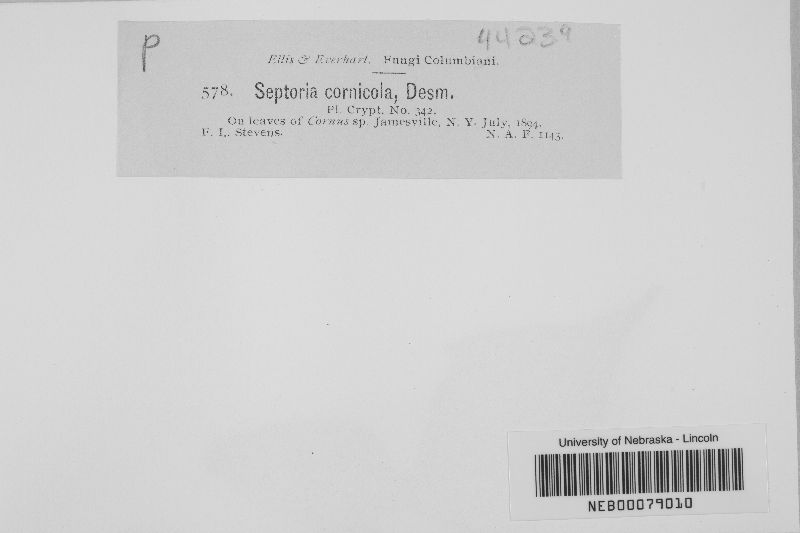 P
44239
Ellis & Everhart. Fungi Columbiani.
578. Septoria cornicola, Desm.
Pl. Crypt. No. 342.
On leaves of Cornus sp. Jamesville, N. Y. July, 1894.
F. L. Stevens. N. A. F. 1143.
University of Nebraska - Lincoln
NEB00079010